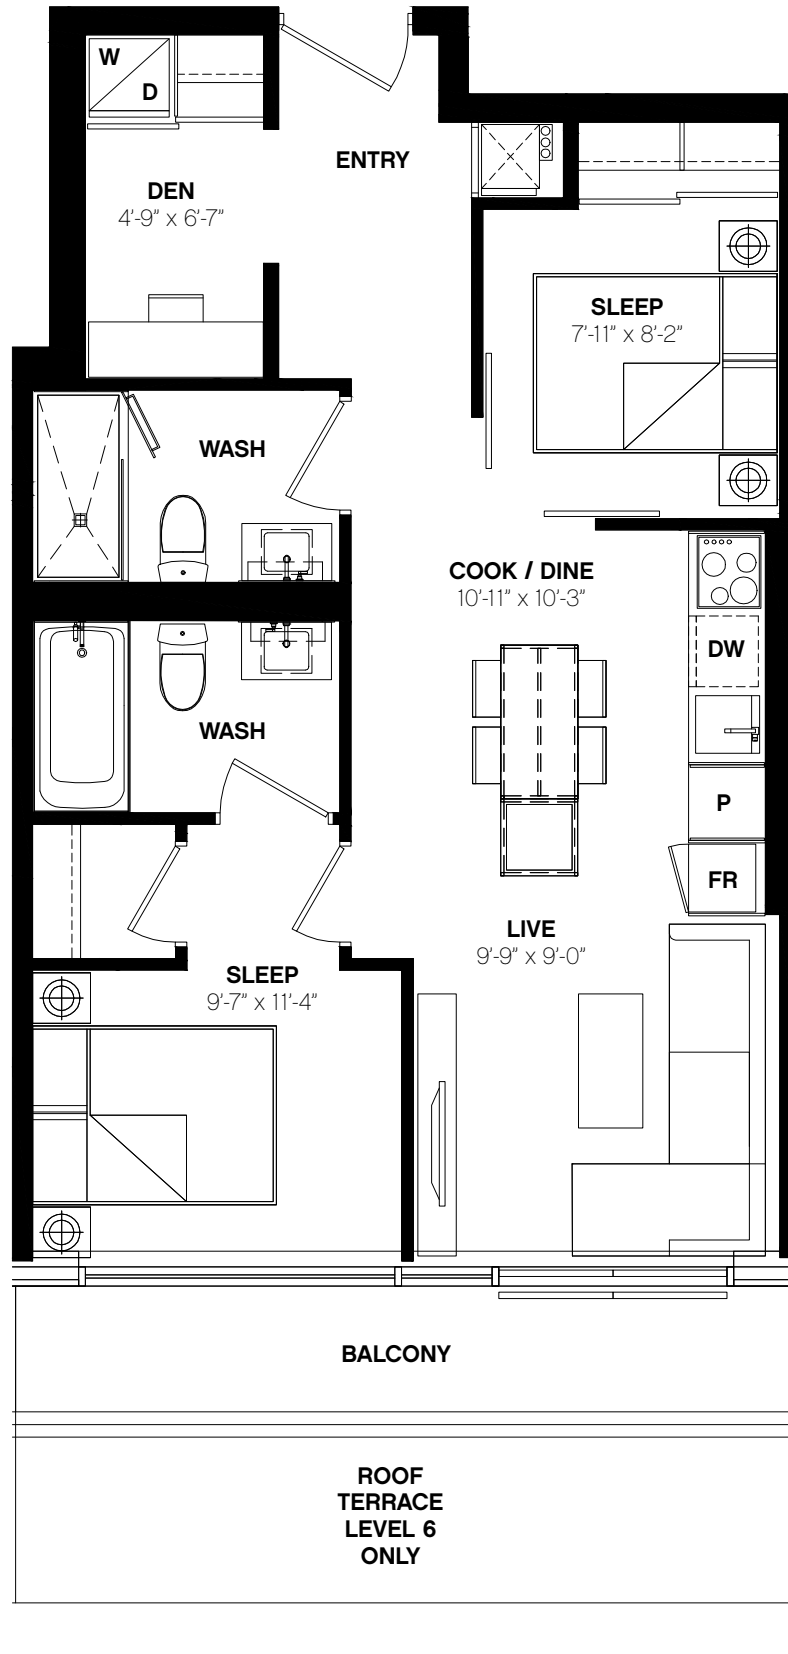 W
D
ENTRY
DEN
4'-9" x 6'-7"
SLEEP
7'-11" x 8'-2"
WASH
COOK / DINE
10'-11" x 10'-3"
DW
WASH
P
FR
LIVE
9'-9" x 9'-0"
SLEEP
9'-7" x 11'-4"
BALCONY
ROOF
TERRACE
LEVEL 6
ONLY